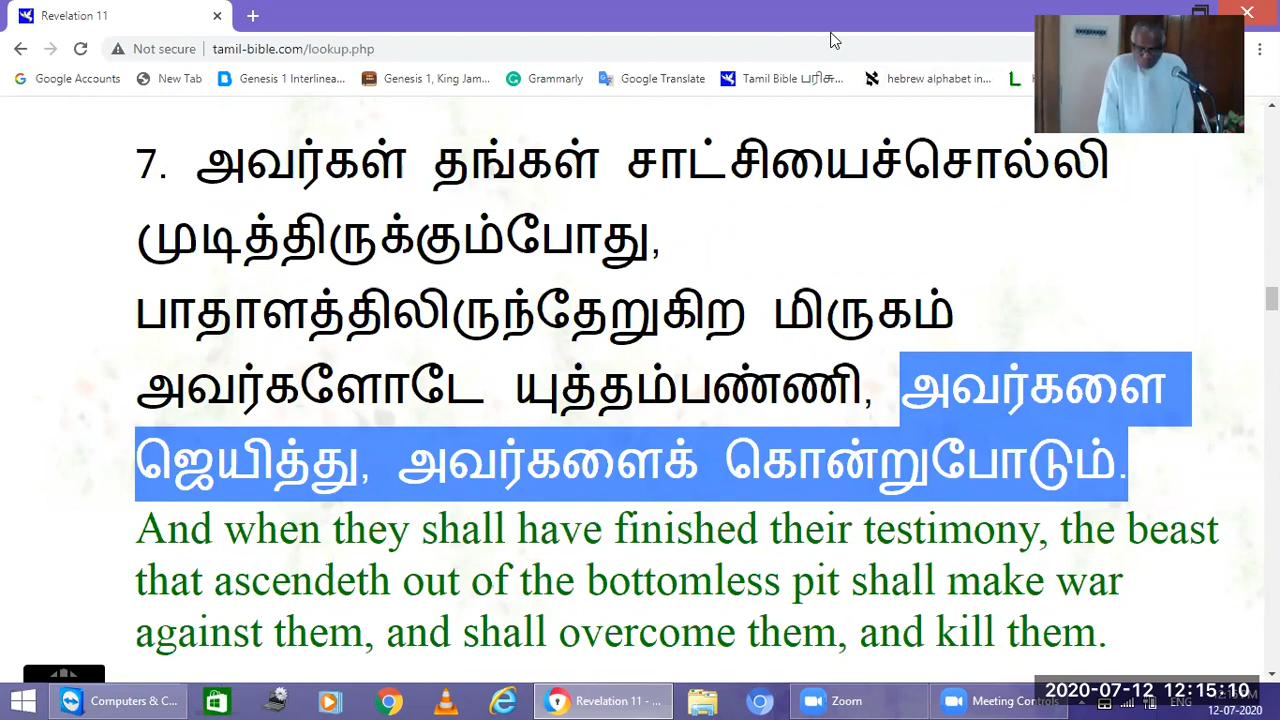 Revelation 11
Not secure tamil-bible.com/lookup.php
Google Accounts New Tab Genesis 1 Interlinea... Genesis 1, King Jam... Grammarly Google Translate Tamil Bible பரிசு... hebrew alphabet in...
7. அவர்கள் தங்கள் சாட்சியைச்சொல்லி
முடித்திருக்கும்போது,
பாதாளத்திலிருந்தேறுகிற மிருகம்
அவர்களோடே யுத்தம்பண்ணி, அவர்களை
ஜெயித்து, அவர்களைக் கொன்றுபோடும்.
And when they shall have finished their testimony, the beast
that ascendeth out of the bottomless pit shall make war
against them, and shall overcome them, and kill them.
2020-07-12 12:15:10
Computers & C... Revelation 11 - ... Zoom Meeting Controls ENG
12-07-2020